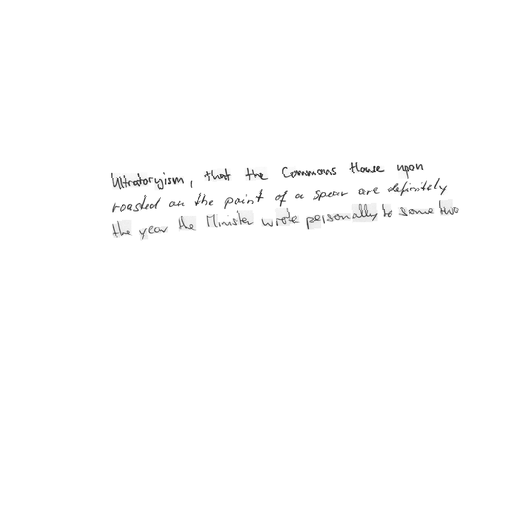 Ultratoryism, that the Commons House upon
roasted on the point of a spear are definitely
the year the Minister wrote personally to some two